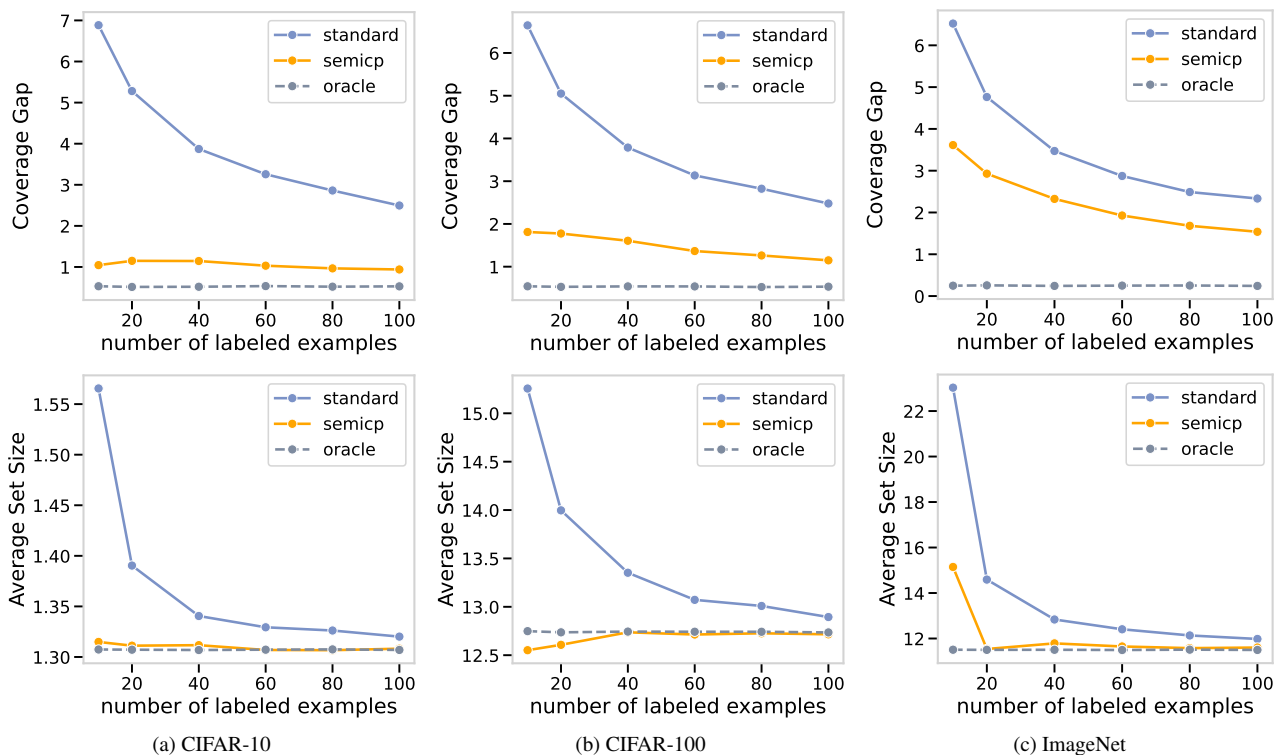 7
6
5
4
3
2
1
Coverage Gap
standard
semicp
oracle
20 40 60 80 100
number of labeled examples
6
5
4
3
2
1
Coverage Gap
standard
semicp
oracle
20 40 60 80 100
number of labeled examples
6
5
4
3
2
1
0
Coverage Gap
standard
semicp
oracle
20 40 60 80 100
number of labeled examples
1.55
1.50
1.45
1.40
1.35
1.30
Average Set Size
standard
semicp
oracle
20 40 60 80 100
number of labeled examples
(a) CIFAR-10
15.0
14.5
14.0
13.5
13.0
12.5
Average Set Size
standard
semicp
oracle
20 40 60 80 100
number of labeled examples
(b) CIFAR-100
22
20
18
16
14
12
Average Set Size
standard
semicp
oracle
20 40 60 80 100
number of labeled examples
(c) ImageNet